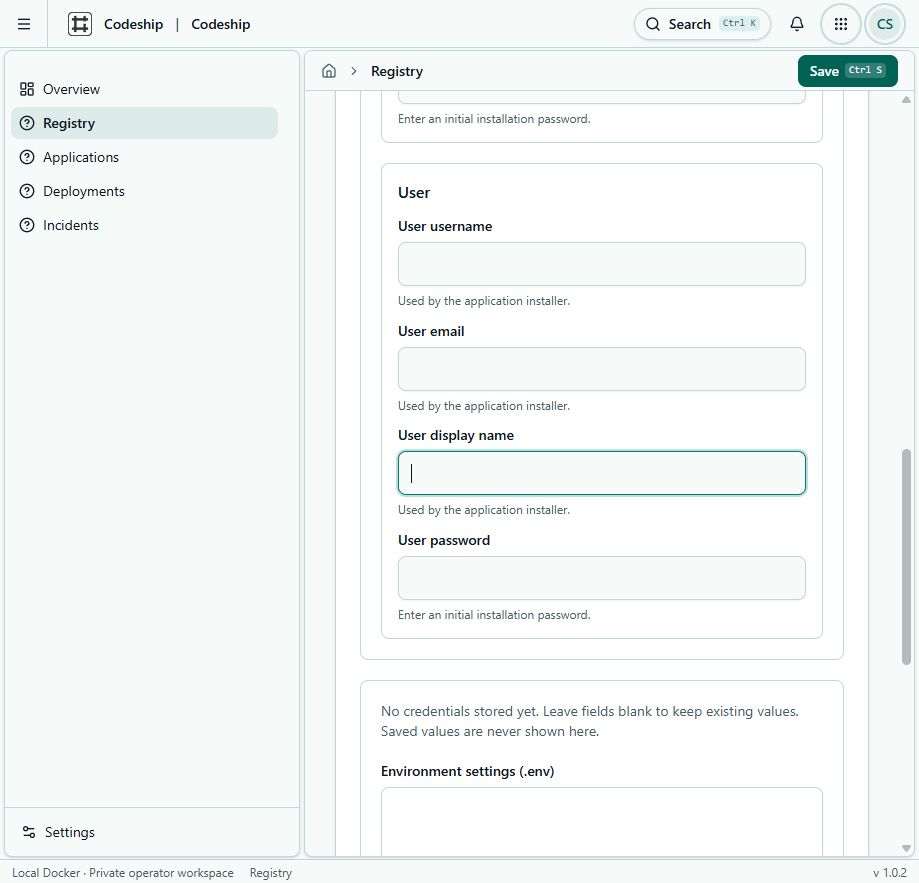 Codeship | Codeship
Search Ctrl K
CS
Overview
Registry
Applications
Deployments
Incidents
Settings
Registry
Save Ctrl S
Enter an initial installation password.
User
User username
Used by the application installer.
User email
Used by the application installer.
User display name
Used by the application installer.
User password
Enter an initial installation password.
No credentials stored yet. Leave fields blank to keep existing values.
Saved values are never shown here.
Environment settings (.env)
Local Docker · Private operator workspace Registry
v 1.0.2